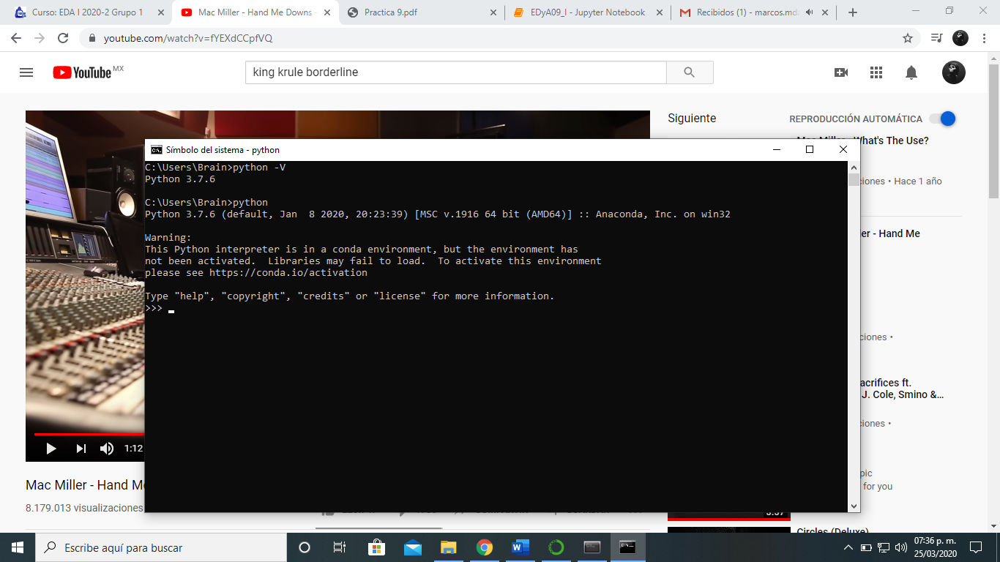 Curso: EDA I 2020-2 Grupo 1
Mac Miller - Hand Me Downs
Practica 9.pdf
EDyA09_I - Jupyter Notebook
Recibidos (1) - marcos.md
youtube.com/watch?v=fYEXdCCpfVQ
YouTube MX
king krule borderline
Siguiente
REPRODUCCIÓN AUTOMÁTICA
Mac Miller - What's The Use?
ciones • Hace 1 año
er - Hand Me
ciones •
acrifices ft.
J. Cole, Smino &...
ciones •
pic
for you
3:57
Circles (Deluxe)
Símbolo del sistema - python
C:\Users\Brain>python -V
Python 3.7.6
C:\Users\Brain>python
Python 3.7.6 (default, Jan  8 2020, 20:23:39) [MSC v.1916 64 bit (AMD64)] :: Anaconda, Inc. on win32
Warning:
This Python interpreter is in a conda environment, but the environment has
not been activated.  Libraries may fail to load.  To activate this environment
please see https://conda.io/activation
Type "help", "copyright", "credits" or "license" for more information.
>>>
1:12
Mac Miller - Hand M
8.179.013 visualizaciones
Escribe aquí para buscar
07:36 p. m.
25/03/2020